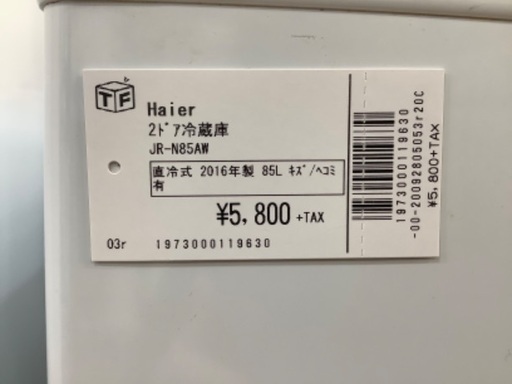 TF
Haier
2ﾄﾞｱ冷蔵庫
JR-N85AW
直冷式 2016年製 85L ｷｽﾞ/ﾍｺﾐ
有
¥5,800 +TAX
03r 1973000119630
1973000119630
-00-20092805053r20C
¥5,800+TAX